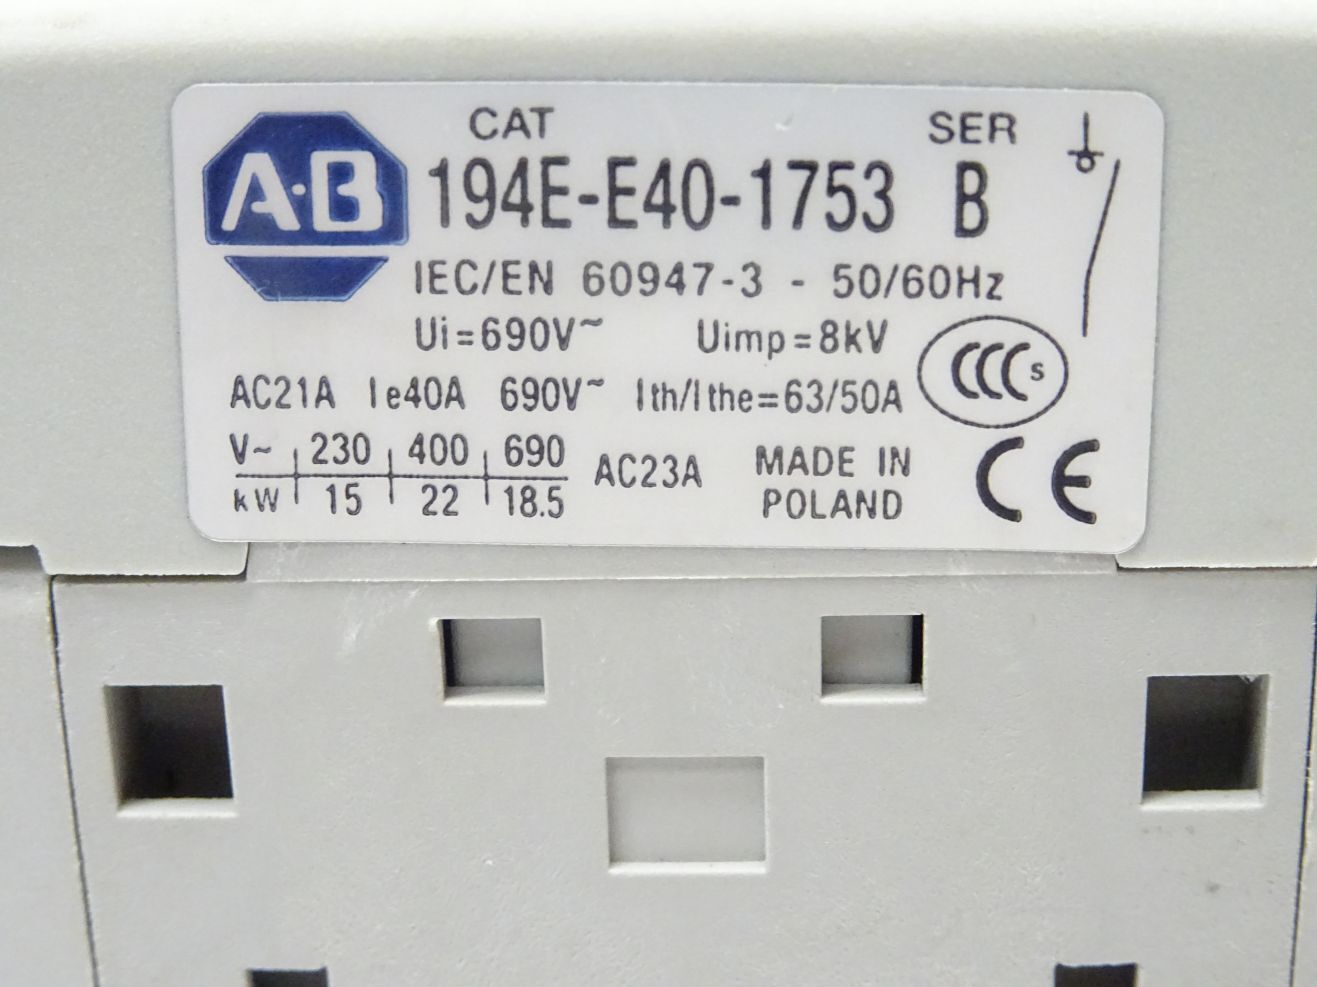 CAT SER
A·B 194E-E40-1753 B
IEC/EN 60947-3 - 50/60Hz
Ui=690V~ Uimp=8kV
CCC S
AC21A Ie40A 690V~ Ith/Ithe=63/50A
V~ 230 400 690
kW 15 22 18.5
AC23A
MADE IN
POLAND
CE